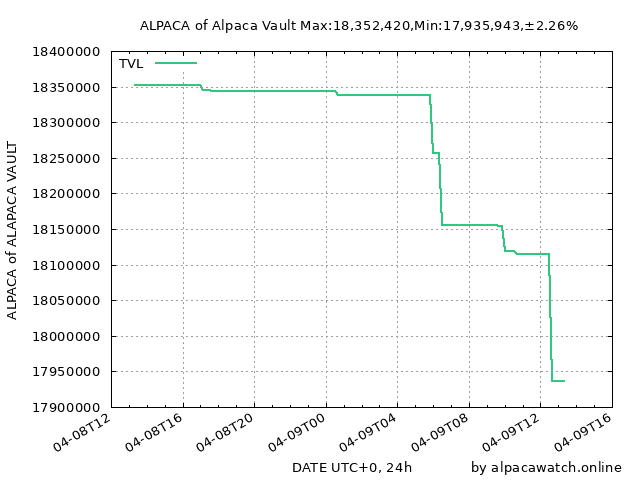 ALPACA of Alpaca Vault Max:18,352,420,Min:17,935,943,±2.26%
18400000
TVL
18350000
18300000
18250000
18200000
18150000
18100000
18050000
18000000
17950000
17900000
ALPACA of ALAPACA VAULT
04-08T12
04-08T16
04-08T20
04-09T00
04-09T04
04-09T08
04-09T12
04-09T16
DATE UTC+0, 24h
by alpacawatch.online